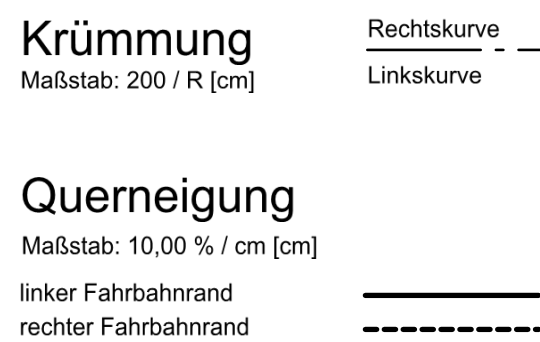 Krümmung
Maßstab: 200 / R [cm]
Rechtskurve
Linkskurve
Querneigung
Maßstab: 10,00 % / cm [cm]
linker Fahrbahnrand
rechter Fahrbahnrand